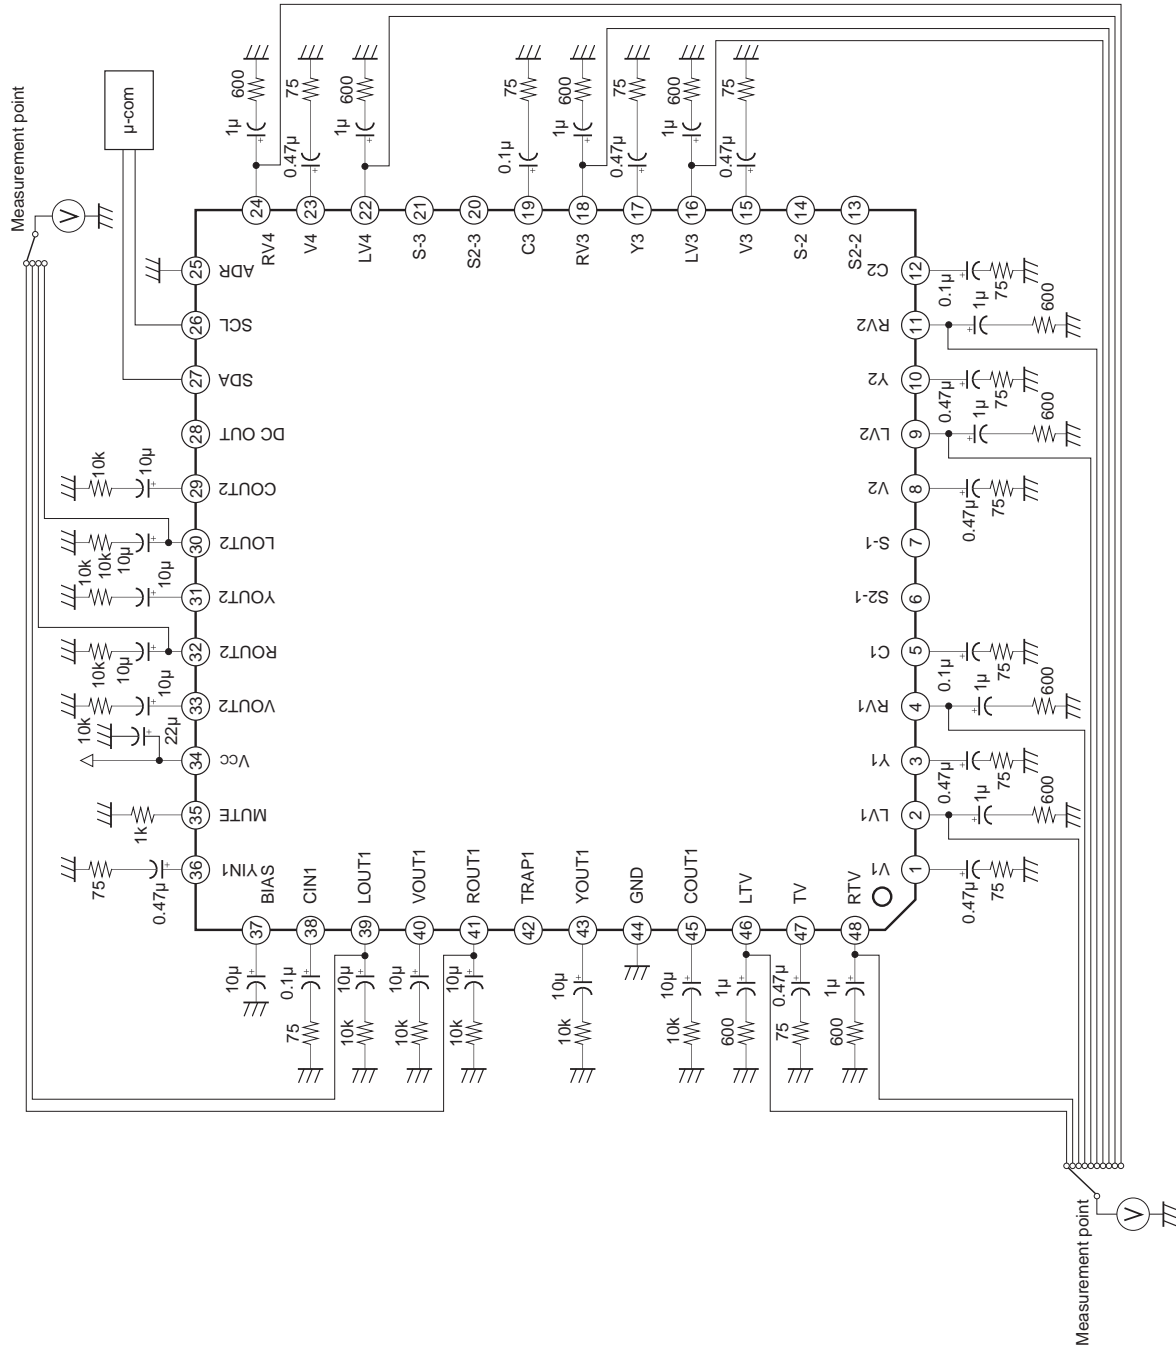 Measurement point
V
μ-com
600
1μ
75
0.47μ
600
1μ
75
0.1μ
600
1μ
75
0.47μ
600
1μ
75
0.47μ
24
23
22
21
20
19
18
17
16
15
14
13
RV4
V4
LV4
S-3
S2-3
C3
RV3
Y3
LV3
V3
S-2
S2-2
25
ADR
26
SCL
27
SDA
28
DC OUT
10k
10μ
29
COUT2
10k
10μ
30
LOUT2
10k
10μ
31
YOUT2
10k
10μ
32
ROUT2
10k
10μ
33
VOUT2
22μ
34
Vcc
1k
35
MUTE
75
0.47μ
36
YIN1
12
C2
0.1μ
75
11
RV2
1μ
600
10
Y2
0.47μ
75
9
LV2
1μ
600
8
V2
0.47μ
75
7
S-1
6
S2-1
5
C1
0.1μ
75
4
RV1
1μ
600
3
Y1
0.47μ
75
2
LV1
1μ
600
1
V1
0.47μ
75
BIAS
CIN1
LOUT1
VOUT1
ROUT1
TRAP1
YOUT1
GND
COUT1
LTV
TV
RTV
37
38
39
40
41
42
43
44
45
46
47
48
10μ
0.1μ
75
10μ
10k
10μ
10k
10μ
10k
10μ
10k
10μ
10k
1μ
600
0.47μ
75
1μ
600
V
Measurement point